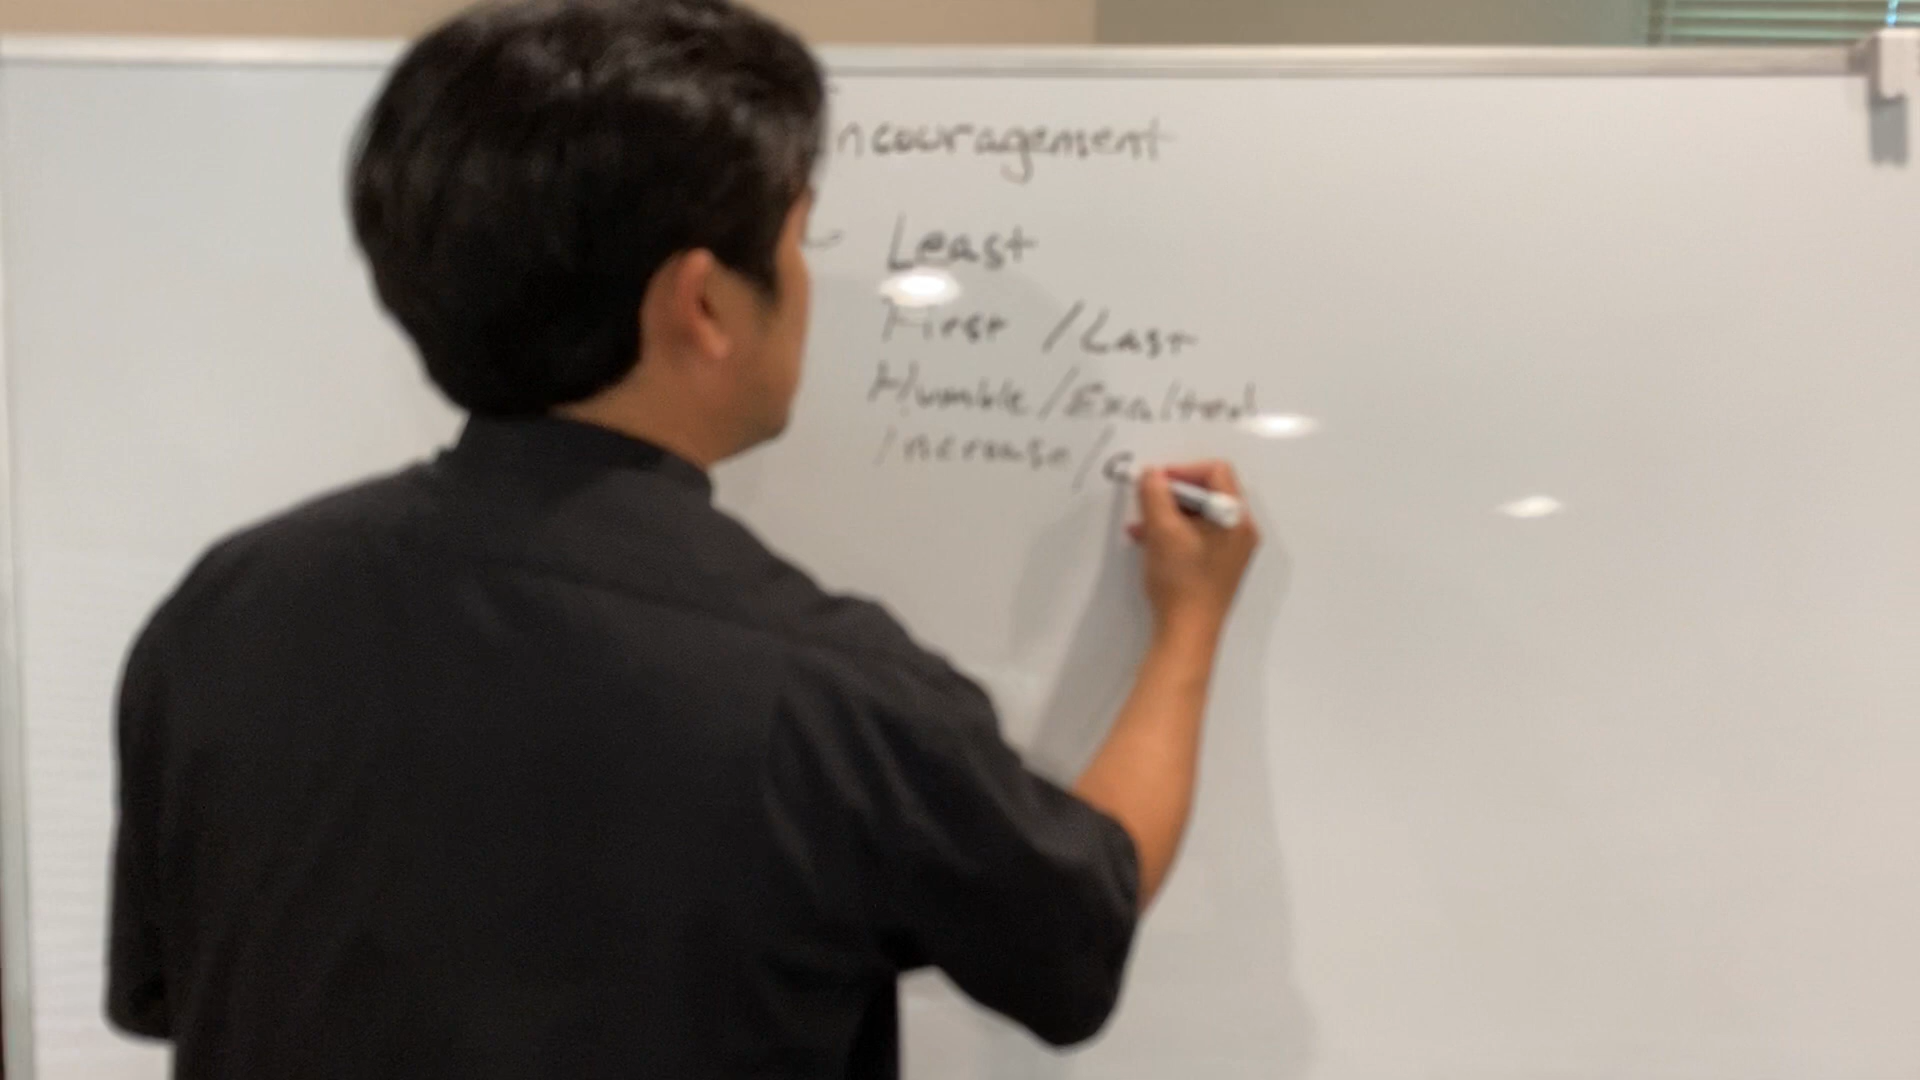 ncouragement
- Least
First / Last
Humble / Exalted
Increase /